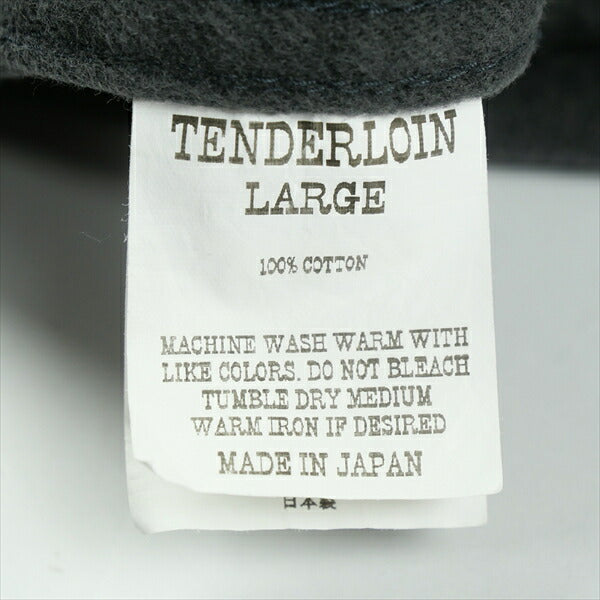 TENDERLOIN
LARGE
100% COTTON
MACHINE WASH WARM WITH
LIKE COLORS. DO NOT BLEACH
TUMBLE DRY MEDIUM
WARM IRON IF DESIRED
MADE IN JAPAN
日本製